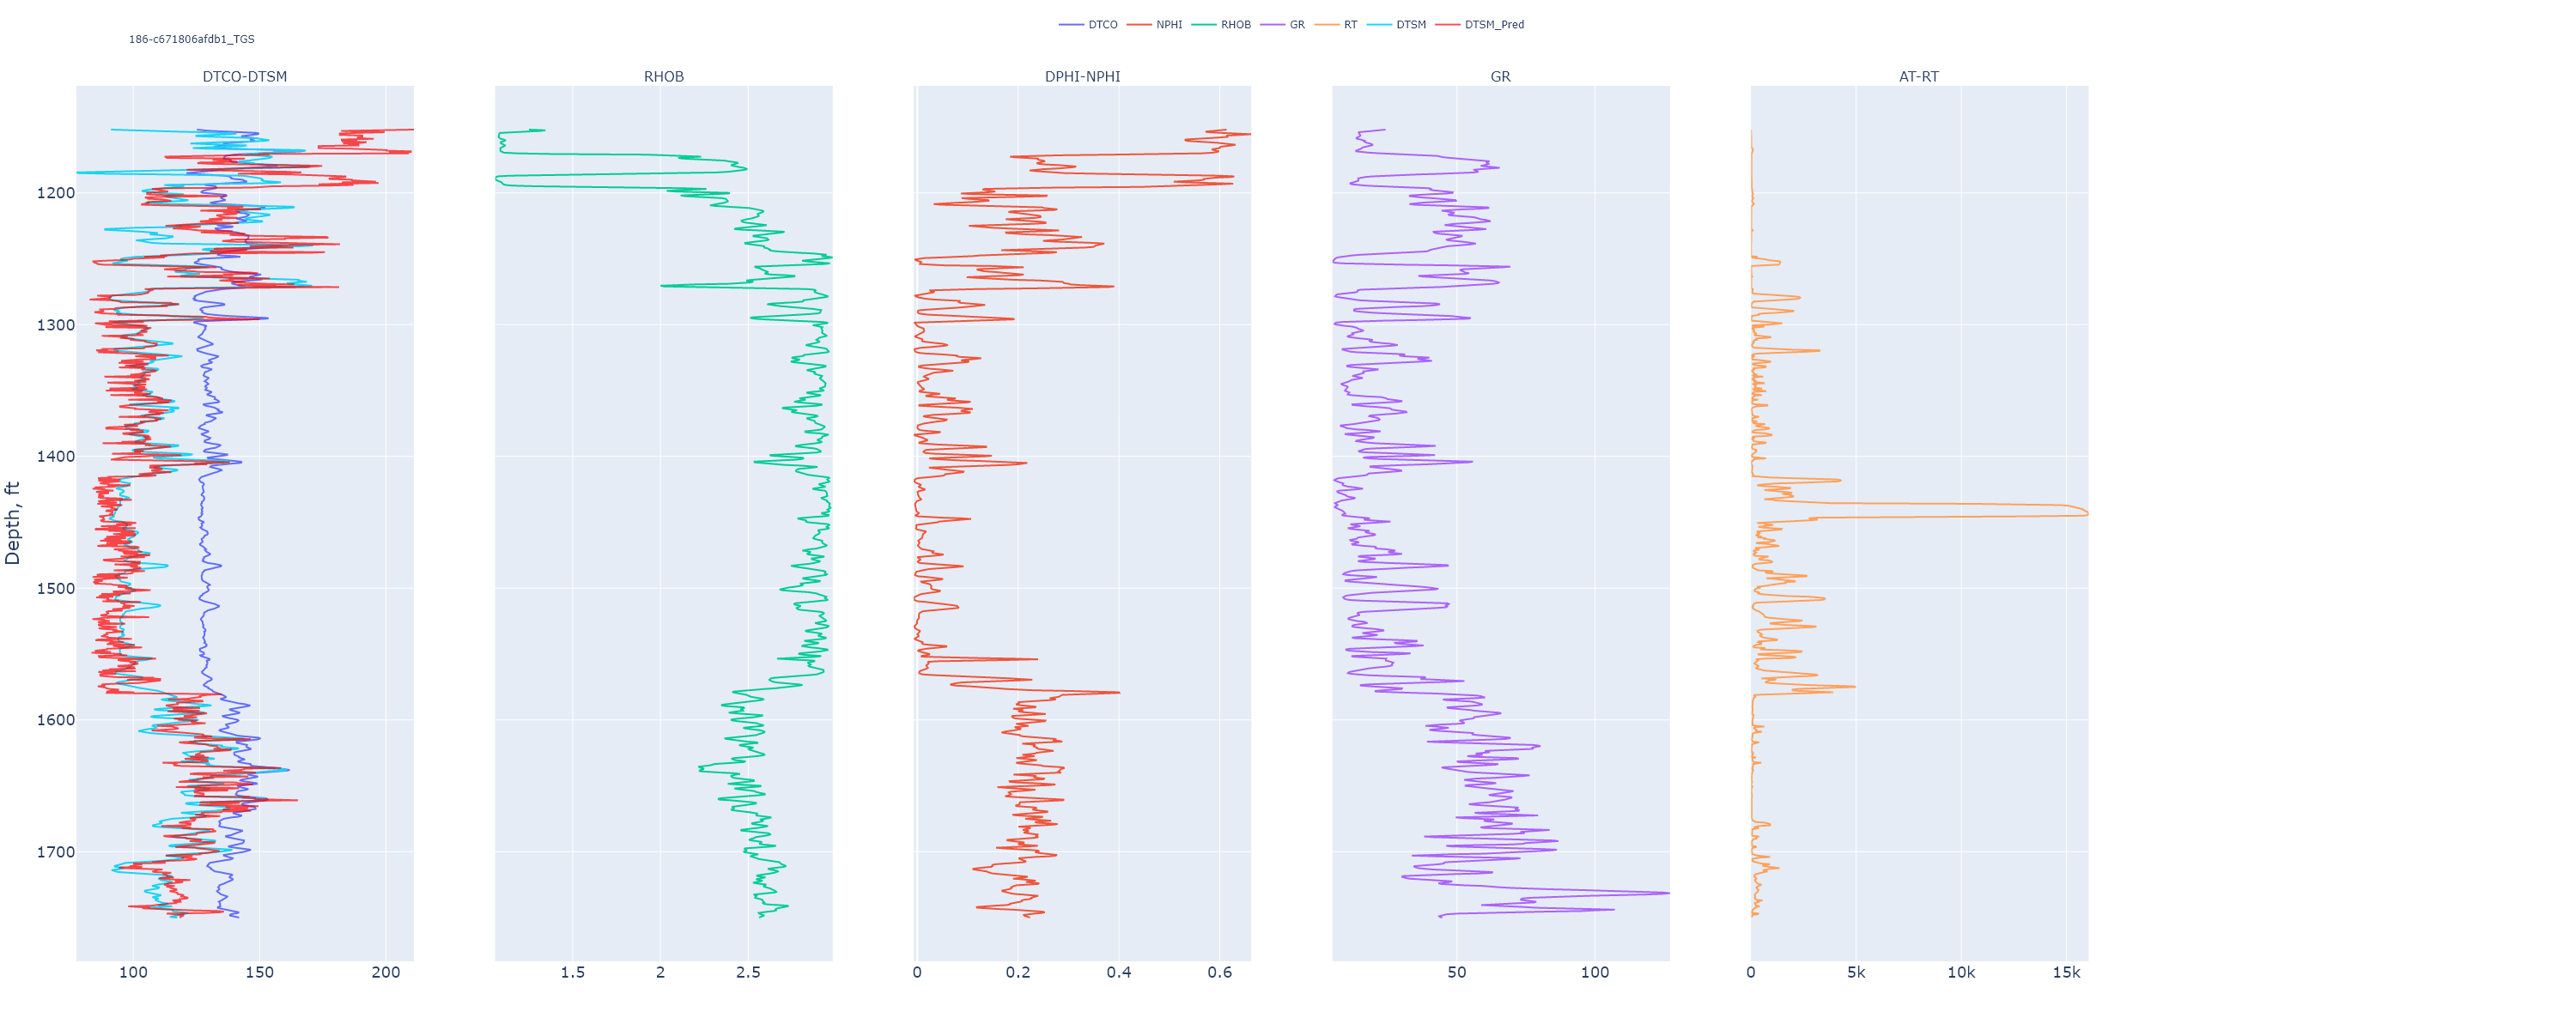 DTCO NPHI RHOB GR RT DTSM DTSM_Pred
186-c671806afdb1_TGS
DTCO-DTSM RHOB DPHI-NPHI GR AT-RT
1200
1300
1400
1500
1600
1700
Depth, ft
100 150 200 1.5 2 2.5 0 0.2 0.4 0.6 50 100 0 5k 10k 15k